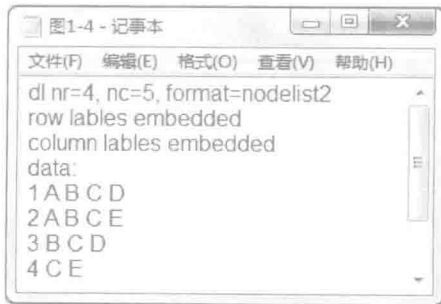 图1-4 - 记事本
文件(F) 编辑(E) 格式(O) 查看(V) 帮助(H)
dl nr=4, nc=5, format=nodelist2
row lables embedded
column lables embedded
data:
1 A B C D
2 A B C E
3 B C D
4 C E